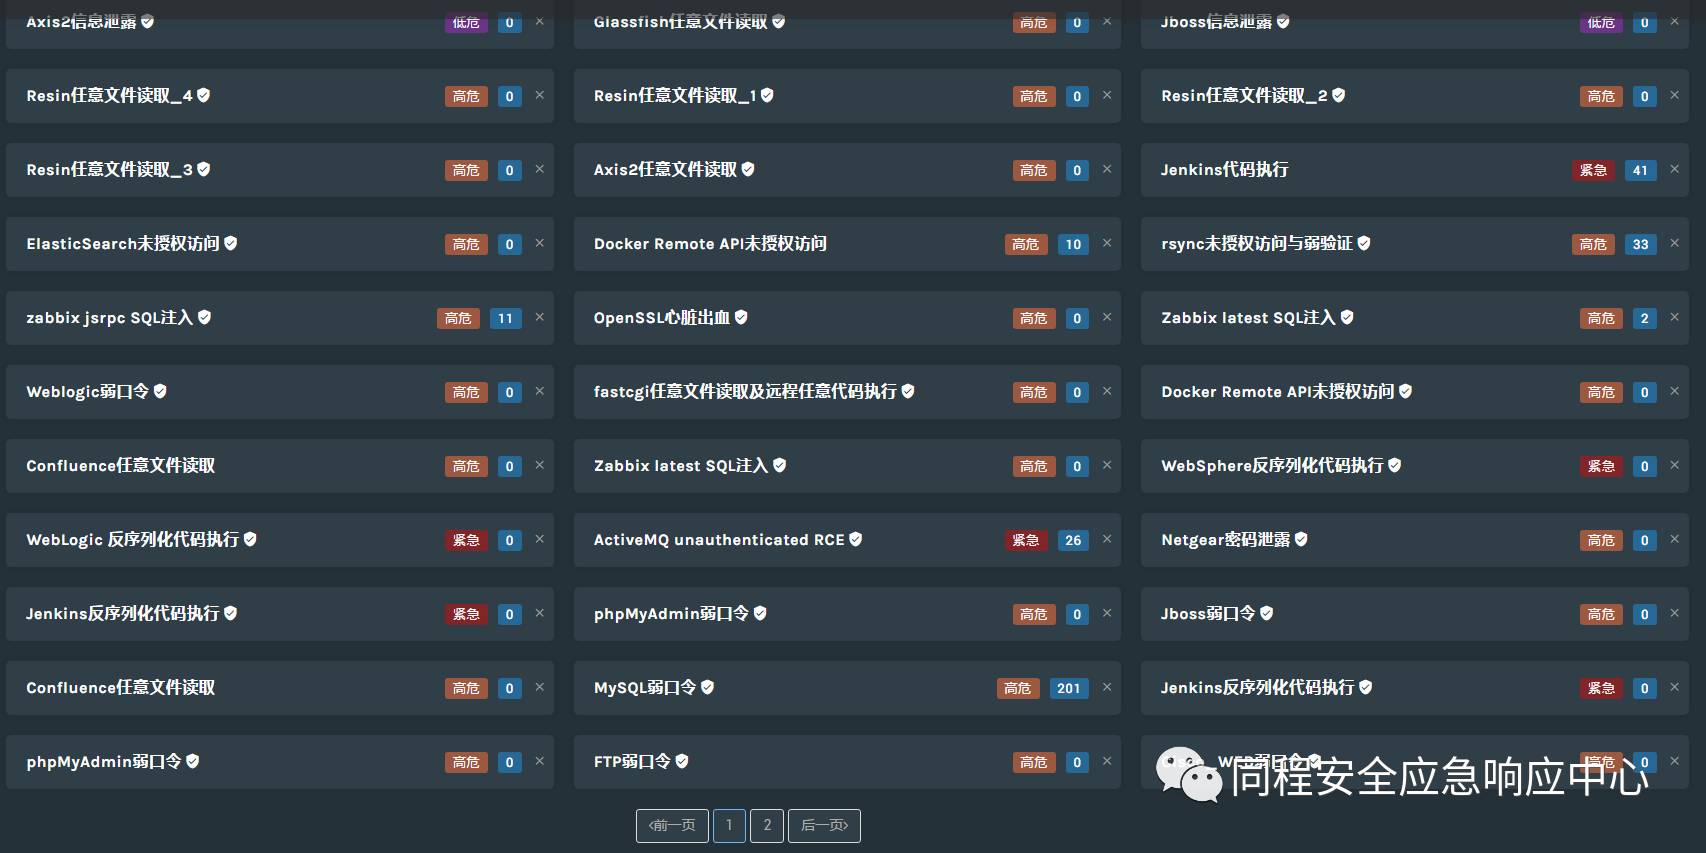 Axis2信息泄露 低危 0 ×
Glassfish任意文件读取 高危 0 ×
Jboss信息泄露 低危 0 ×
Resin任意文件读取_4 高危 0 ×
Resin任意文件读取_1 高危 0 ×
Resin任意文件读取_2 高危 0 ×
Resin任意文件读取_3 高危 0 ×
Axis2任意文件读取 高危 0 ×
Jenkins代码执行 紧急 41 ×
ElasticSearch未授权访问 高危 0 ×
Docker Remote API未授权访问 高危 10 ×
rsync未授权访问与弱验证 高危 33 ×
zabbix jsrpc SQL注入 高危 11 ×
OpenSSL心脏出血 高危 0 ×
Zabbix latest SQL注入 高危 2 ×
Weblogic弱口令 高危 0 ×
fastcgi任意文件读取及远程任意代码执行 高危 0 ×
Docker Remote API未授权访问 高危 0 ×
Confluence任意文件读取 高危 0 ×
Zabbix latest SQL注入 高危 0 ×
WebSphere反序列化代码执行 紧急 0 ×
WebLogic 反序列化代码执行 紧急 0 ×
ActiveMQ unauthenticated RCE 紧急 26 ×
Netgear密码泄露 高危 0 ×
Jenkins反序列化代码执行 紧急 0 ×
phpMyAdmin弱口令 高危 0 ×
Jboss弱口令 高危 0 ×
Confluence任意文件读取 高危 0 ×
MySQL弱口令 高危 201 ×
Jenkins反序列化代码执行 紧急 0 ×
phpMyAdmin弱口令 高危 0 ×
FTP弱口令 高危 0 ×
Cisco_WEB弱口令 高危 0 ×
同程安全应急响应中心
‹前一页 1 2 后一页›